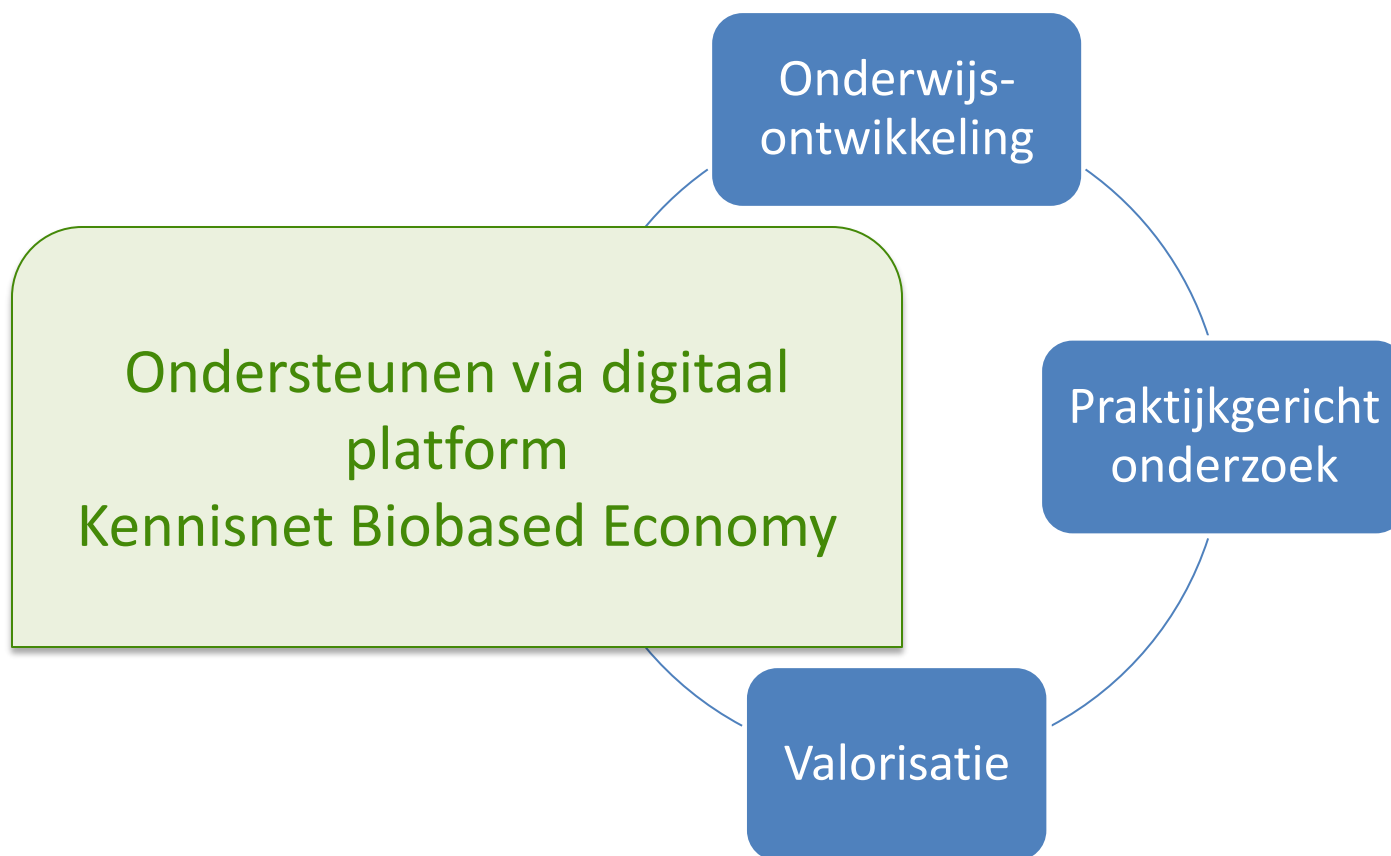 Onderwijs-
ontwikkeling
Ondersteunen via digitaal
platform
Kennisnet Biobased Economy
Praktijkgericht
onderzoek
Valorisatie